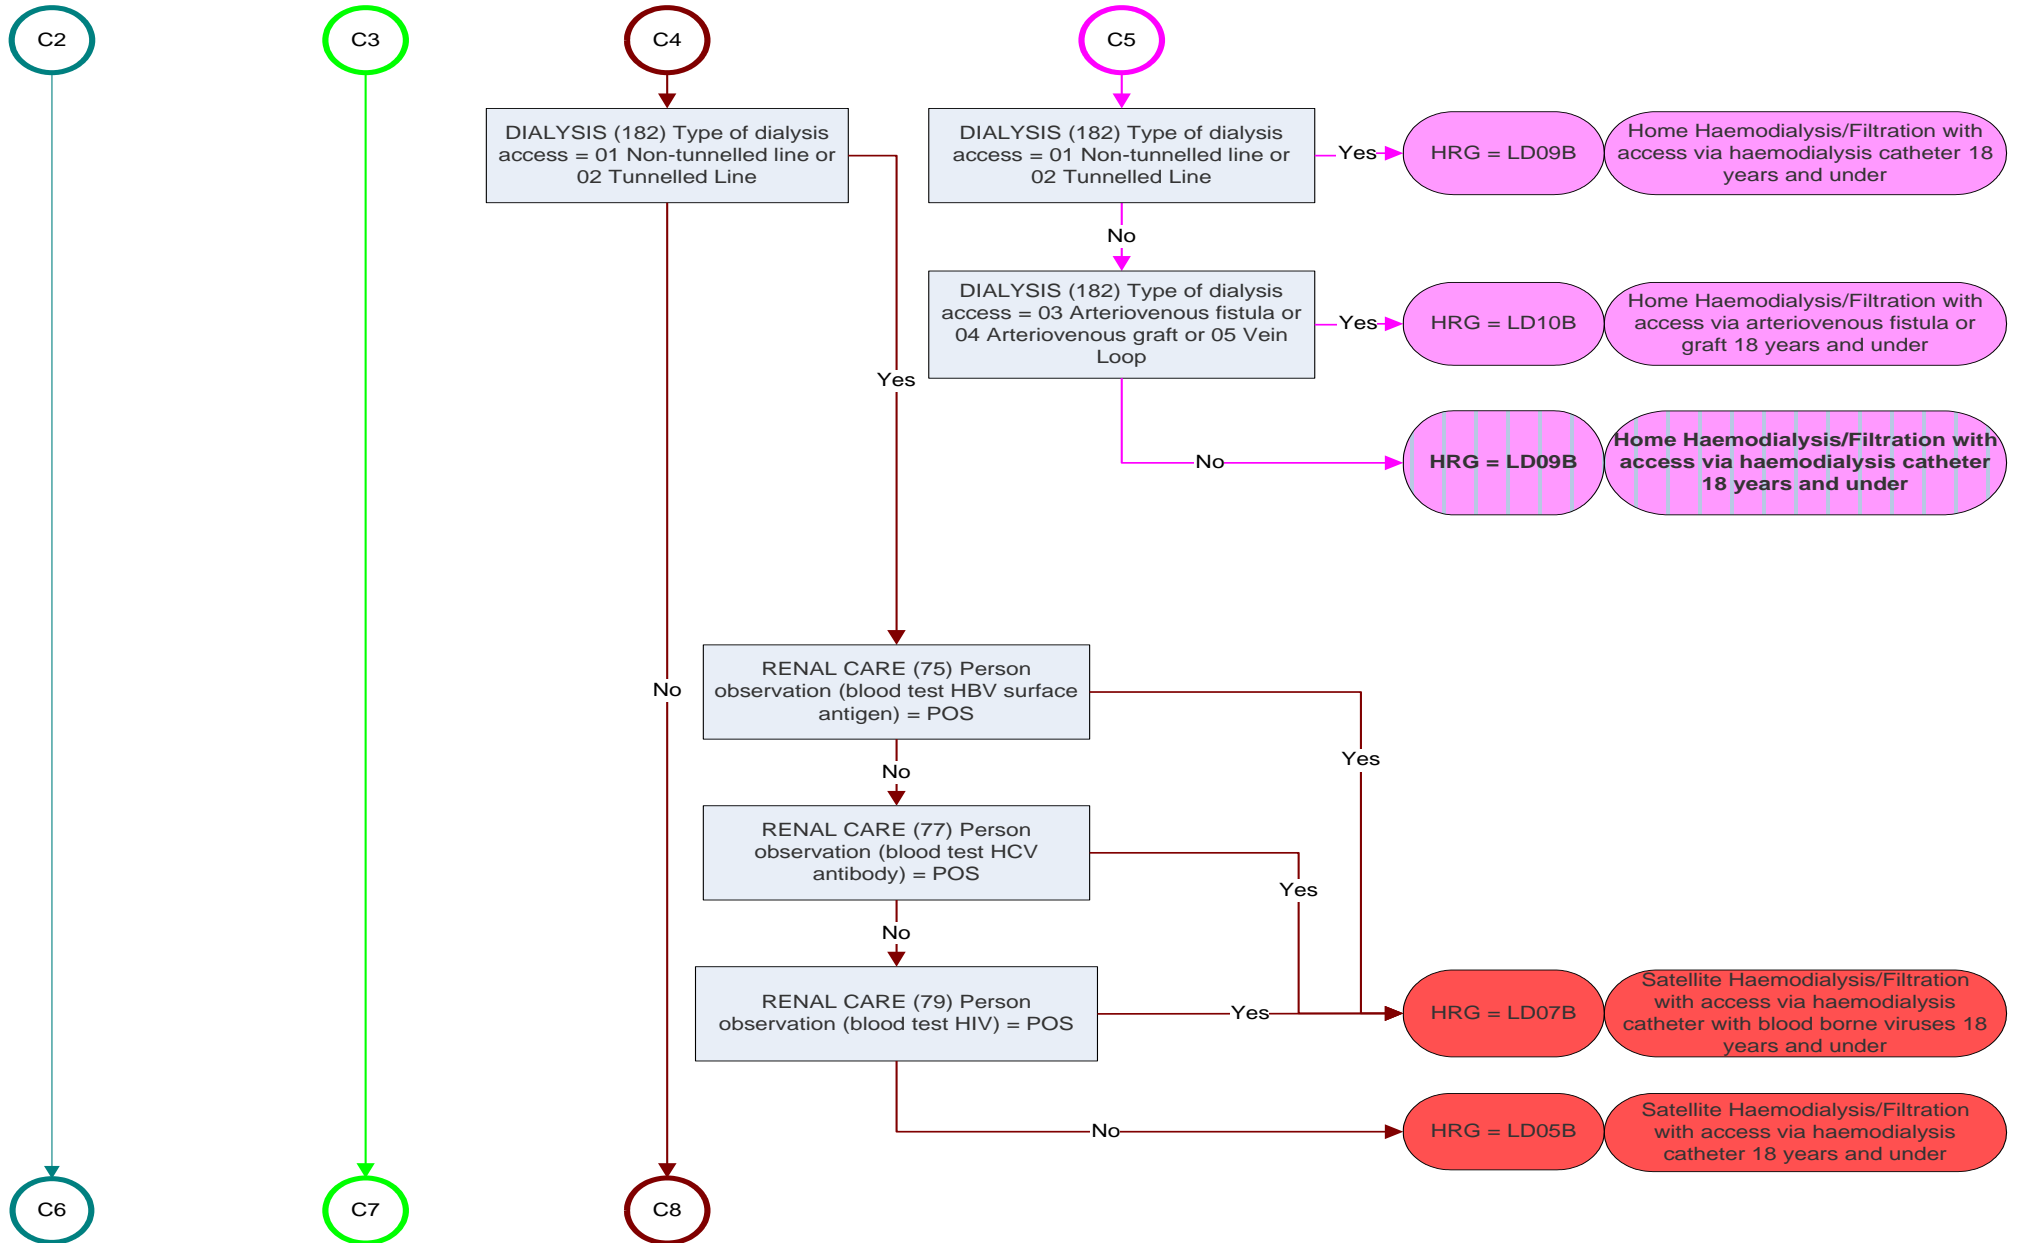 C2
C3
C4
C5
DIALYSIS (182) Type of dialysis
access = 01 Non-tunnelled line or
02 Tunnelled Line
DIALYSIS (182) Type of dialysis
access = 01 Non-tunnelled line or
02 Tunnelled Line
Yes
HRG = LD09B
Home Haemodialysis/Filtration with
access via haemodialysis catheter 18
years and under
No
DIALYSIS (182) Type of dialysis
access = 03 Arteriovenous fistula or
04 Arteriovenous graft or 05 Vein
Loop
Yes
HRG = LD10B
Home Haemodialysis/Filtration with
access via arteriovenous fistula or
graft 18 years and under
Yes
No
HRG = LD09B
Home Haemodialysis/Filtration with
access via haemodialysis catheter
18 years and under
No
RENAL CARE (75) Person
observation (blood test HBV surface
antigen) = POS
Yes
No
RENAL CARE (77) Person
observation (blood test HCV
antibody) = POS
Yes
No
RENAL CARE (79) Person
observation (blood test HIV) = POS
Yes
HRG = LD07B
Satellite Haemodialysis/Filtration
with access via haemodialysis
catheter with blood borne viruses 18
years and under
No
HRG = LD05B
Satellite Haemodialysis/Filtration
with access via haemodialysis
catheter 18 years and under
C6
C7
C8